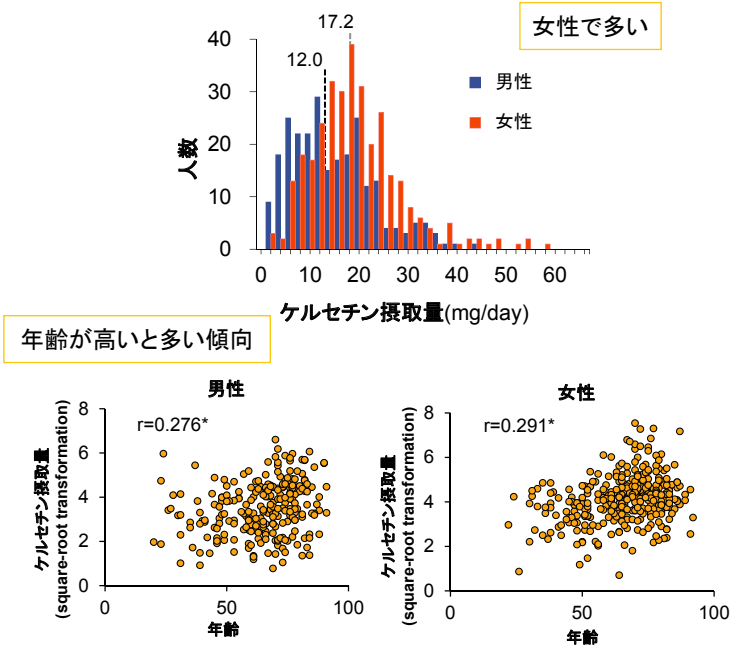 女性で多い
17.2
12.0
40
30
20
10
0
人数
男性
女性
0 10 20 30 40 50 60
ケルセチン摂取量(mg/day)
年齢が高いと多い傾向
男性
r=0.276*
8
6
4
2
0
ケルセチン摂取量
(square-root transformation)
0 50 100
年齢
女性
r=0.291*
8
6
4
2
0
ケルセチン摂取量
(square-root transformation)
0 50 100
年齢